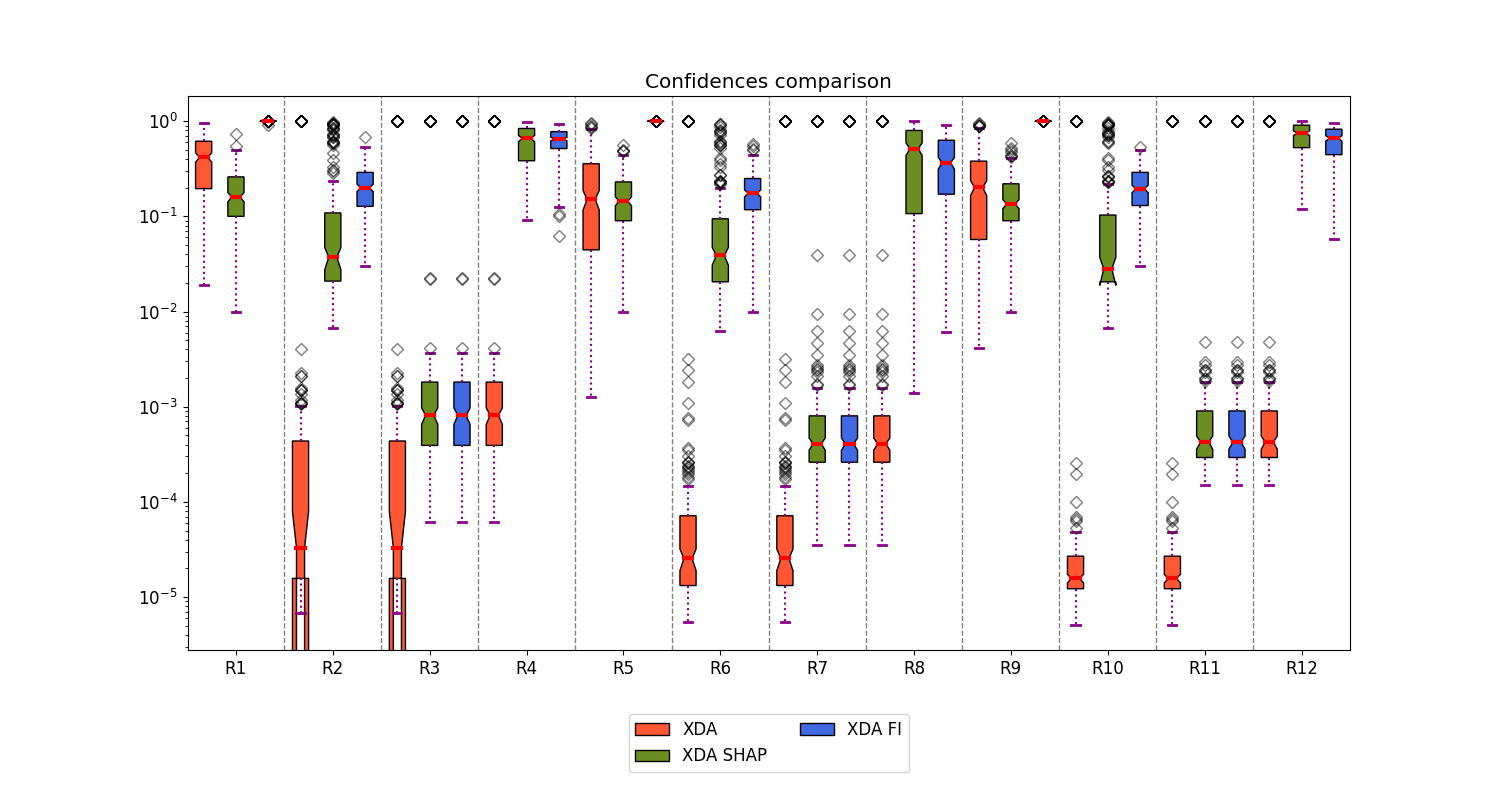 Confidences comparison
10⁰
10⁻¹
10⁻²
10⁻³
10⁻⁴
10⁻⁵
R1 R2 R3 R4 R5 R6 R7 R8 R9 R10 R11 R12
XDA XDA FI
XDA SHAP